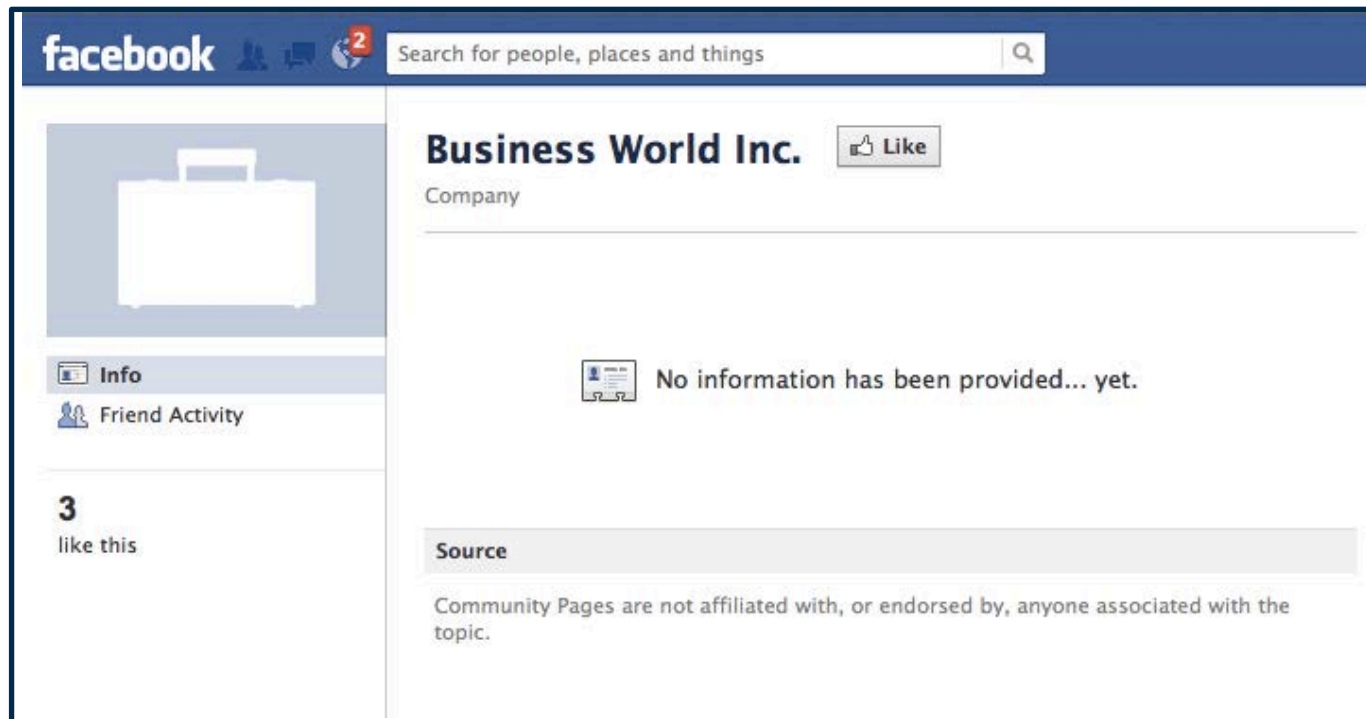 facebook
2
Search for people, places and things
Business World Inc.
Like
Company
Info
Friend Activity
No information has been provided... yet.
3
like this
Source
Community Pages are not affiliated with, or endorsed by, anyone associated with the
topic.